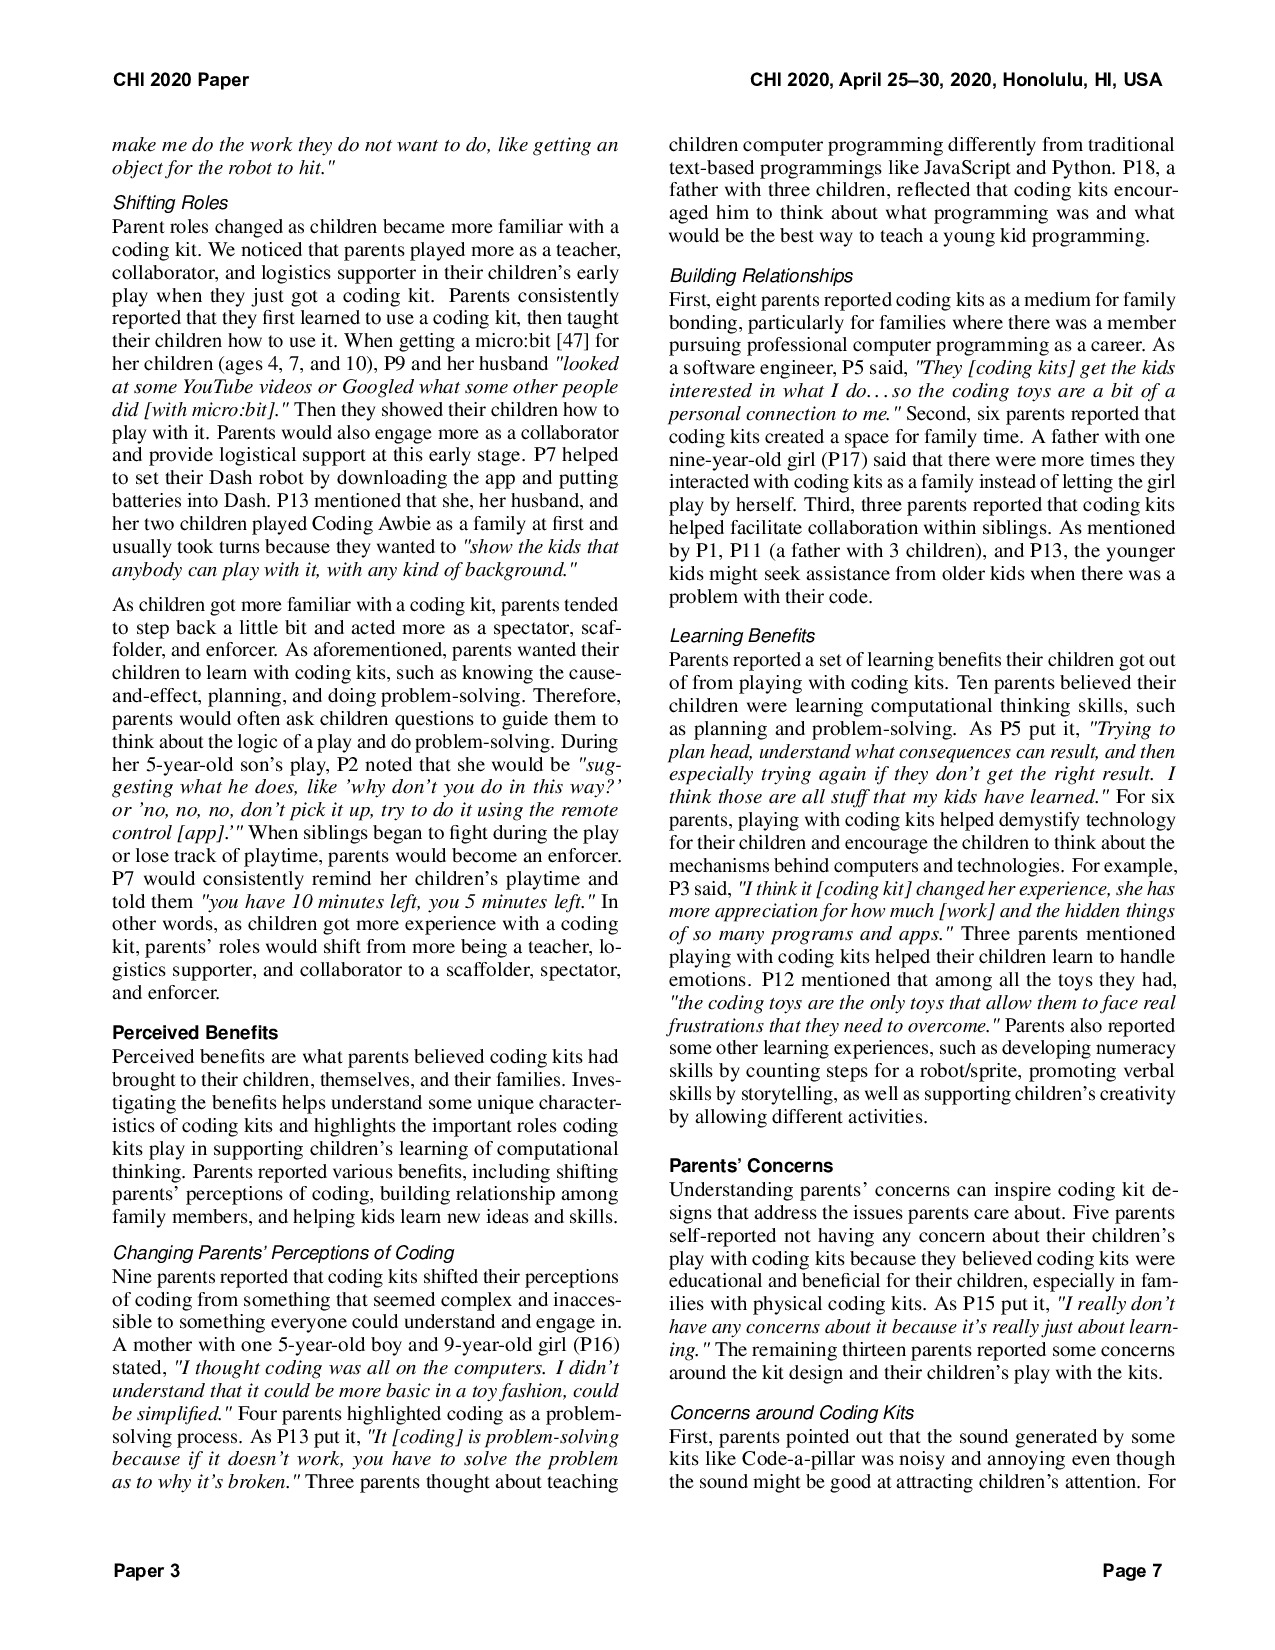 CHI 2020 Paper
CHI 2020, April 25–30, 2020, Honolulu, HI, USA
make me do the work they do not want to do, like getting an
object for the robot to hit."
Shifting Roles
Parent roles changed as children became more familiar with a
coding kit. We noticed that parents played more as a teacher,
collaborator, and logistics supporter in their children's early
play when they just got a coding kit. Parents consistently
reported that they first learned to use a coding kit, then taught
their children how to use it. When getting a micro:bit [47] for
her children (ages 4, 7, and 10), P9 and her husband "looked
at some YouTube videos or Googled what some other people
did [with micro:bit]." Then they showed their children how to
play with it. Parents would also engage more as a collaborator
and provide logistical support at this early stage. P7 helped
to set their Dash robot by downloading the app and putting
batteries into Dash. P13 mentioned that she, her husband, and
her two children played Coding Awbie as a family at first and
usually took turns because they wanted to "show the kids that
anybody can play with it, with any kind of background."
As children got more familiar with a coding kit, parents tended
to step back a little bit and acted more as a spectator, scaf-
folder, and enforcer. As aforementioned, parents wanted their
children to learn with coding kits, such as knowing the cause-
and-effect, planning, and doing problem-solving. Therefore,
parents would often ask children questions to guide them to
think about the logic of a play and do problem-solving. During
her 5-year-old son's play, P2 noted that she would be "sug-
gesting what he does, like 'why don't you do in this way?'
or 'no, no, no, don't pick it up, try to do it using the remote
control [app].'" When siblings began to fight during the play
or lose track of playtime, parents would become an enforcer.
P7 would consistently remind her children's playtime and
told them "you have 10 minutes left, you 5 minutes left." In
other words, as children got more experience with a coding
kit, parents' roles would shift from more being a teacher, lo-
gistics supporter, and collaborator to a scaffolder, spectator,
and enforcer.
Perceived Benefits
Perceived benefits are what parents believed coding kits had
brought to their children, themselves, and their families. Inves-
tigating the benefits helps understand some unique character-
istics of coding kits and highlights the important roles coding
kits play in supporting children's learning of computational
thinking. Parents reported various benefits, including shifting
parents' perceptions of coding, building relationship among
family members, and helping kids learn new ideas and skills.
Changing Parents' Perceptions of Coding
Nine parents reported that coding kits shifted their perceptions
of coding from something that seemed complex and inacces-
sible to something everyone could understand and engage in.
A mother with one 5-year-old boy and 9-year-old girl (P16)
stated, "I thought coding was all on the computers. I didn't
understand that it could be more basic in a toy fashion, could
be simplified." Four parents highlighted coding as a problem-
solving process. As P13 put it, "It [coding] is problem-solving
because if it doesn't work, you have to solve the problem
as to why it's broken." Three parents thought about teaching
children computer programming differently from traditional
text-based programmings like JavaScript and Python. P18, a
father with three children, reflected that coding kits encour-
aged him to think about what programming was and what
would be the best way to teach a young kid programming.
Building Relationships
First, eight parents reported coding kits as a medium for family
bonding, particularly for families where there was a member
pursuing professional computer programming as a career. As
a software engineer, P5 said, "They [coding kits] get the kids
interested in what I do...so the coding toys are a bit of a
personal connection to me." Second, six parents reported that
coding kits created a space for family time. A father with one
nine-year-old girl (P17) said that there were more times they
interacted with coding kits as a family instead of letting the girl
play by herself. Third, three parents reported that coding kits
helped facilitate collaboration within siblings. As mentioned
by P1, P11 (a father with 3 children), and P13, the younger
kids might seek assistance from older kids when there was a
problem with their code.
Learning Benefits
Parents reported a set of learning benefits their children got out
of from playing with coding kits. Ten parents believed their
children were learning computational thinking skills, such
as planning and problem-solving. As P5 put it, "Trying to
plan head, understand what consequences can result, and then
especially trying again if they don't get the right result. I
think those are all stuff that my kids have learned." For six
parents, playing with coding kits helped demystify technology
for their children and encourage the children to think about the
mechanisms behind computers and technologies. For example,
P3 said, "I think it [coding kit] changed her experience, she has
more appreciation for how much [work] and the hidden things
of so many programs and apps." Three parents mentioned
playing with coding kits helped their children learn to handle
emotions. P12 mentioned that among all the toys they had,
"the coding toys are the only toys that allow them to face real
frustrations that they need to overcome." Parents also reported
some other learning experiences, such as developing numeracy
skills by counting steps for a robot/sprite, promoting verbal
skills by storytelling, as well as supporting children's creativity
by allowing different activities.
Parents' Concerns
Understanding parents' concerns can inspire coding kit de-
signs that address the issues parents care about. Five parents
self-reported not having any concern about their children's
play with coding kits because they believed coding kits were
educational and beneficial for their children, especially in fam-
ilies with physical coding kits. As P15 put it, "I really don't
have any concerns about it because it's really just about learn-
ing." The remaining thirteen parents reported some concerns
around the kit design and their children's play with the kits.
Concerns around Coding Kits
First, parents pointed out that the sound generated by some
kits like Code-a-pillar was noisy and annoying even though
the sound might be good at attracting children's attention. For
Paper 3
Page 7